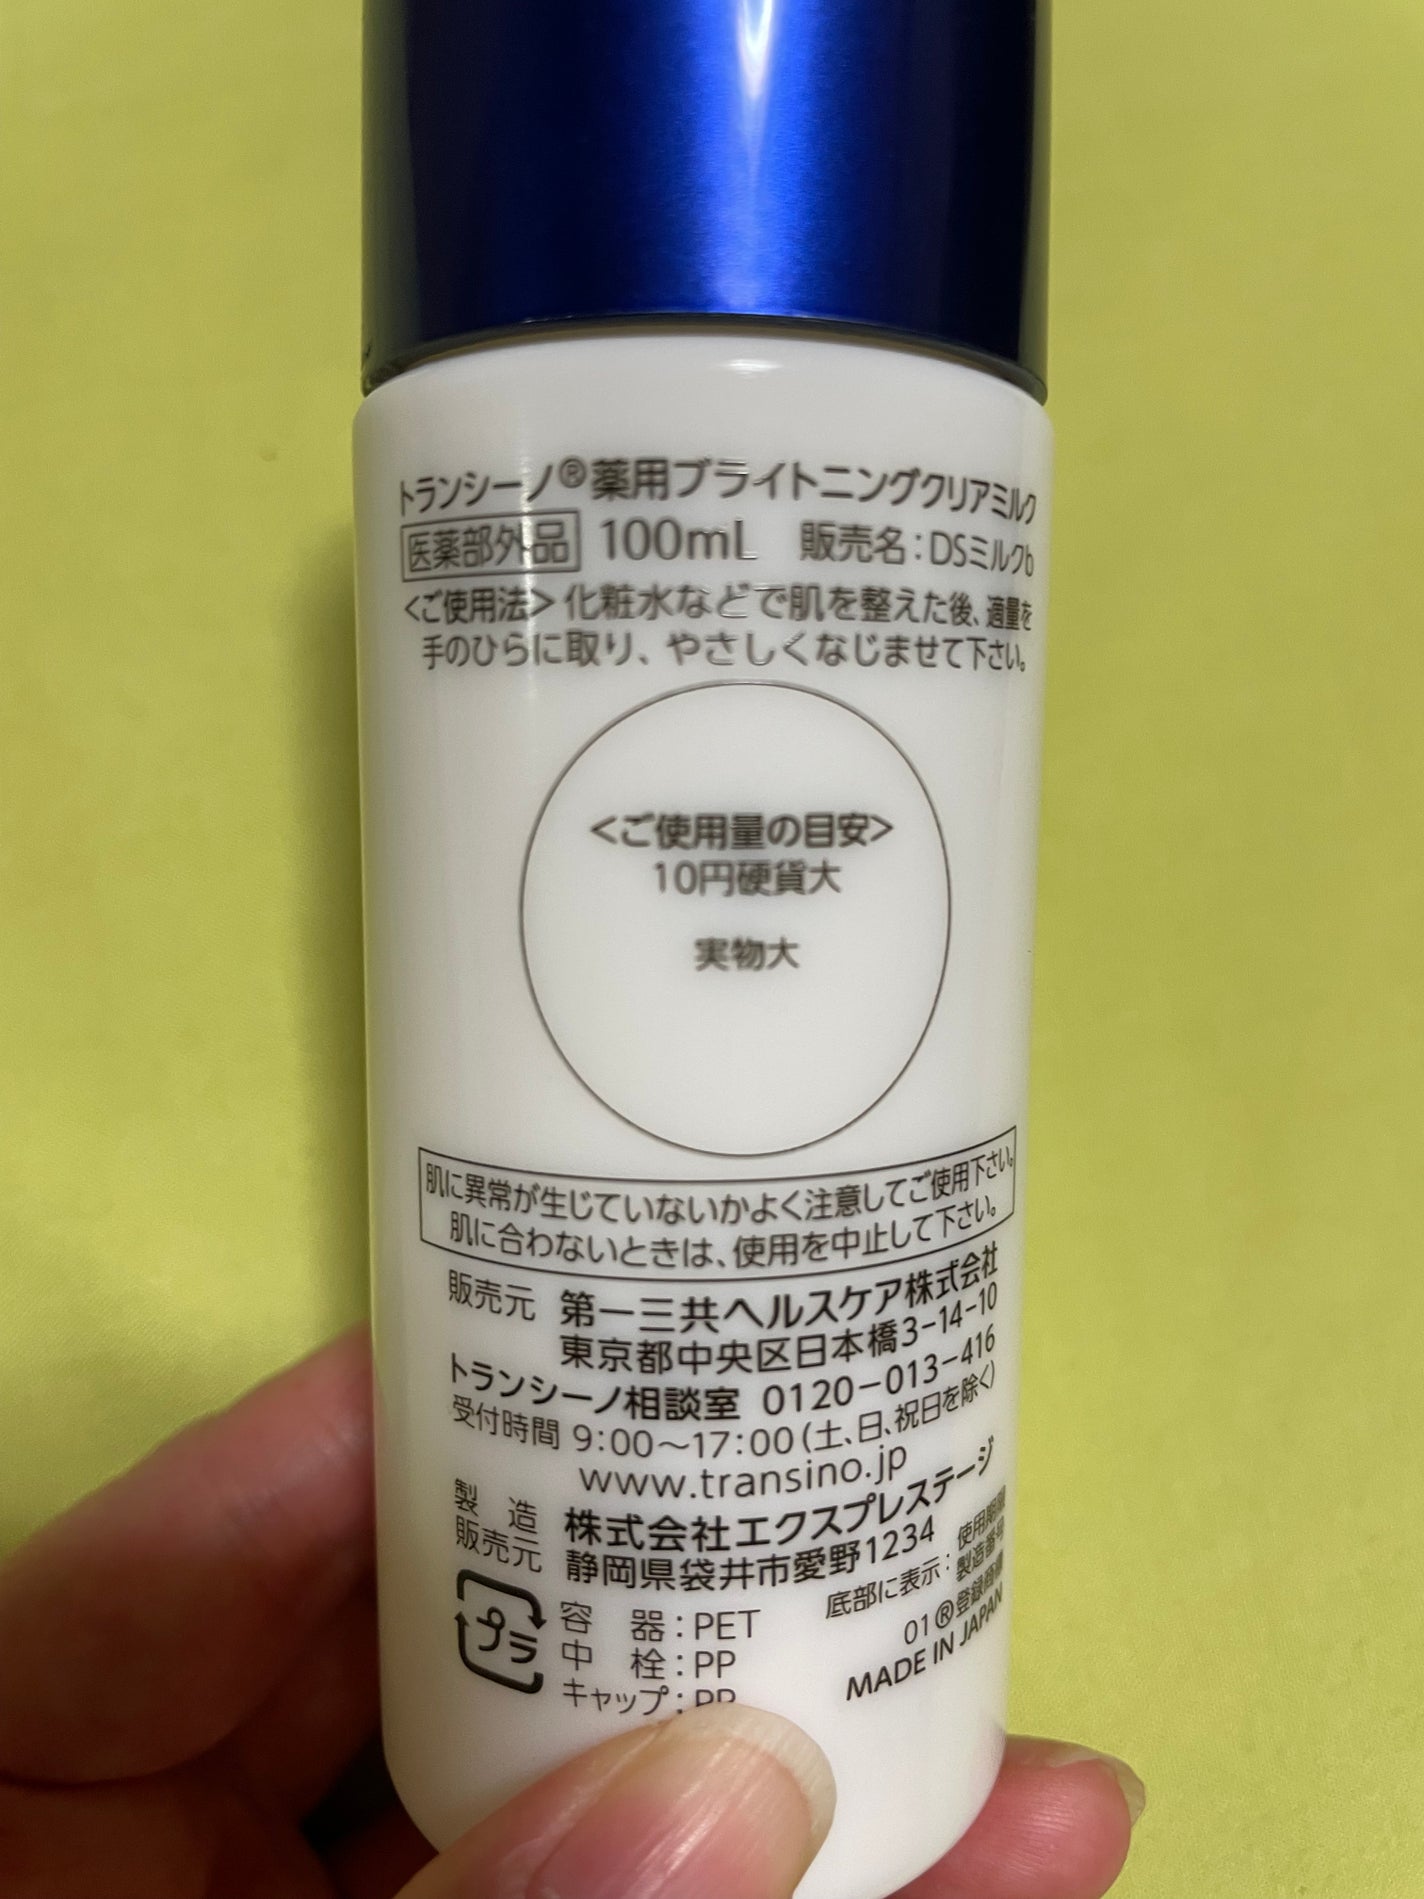 トランシーノ®薬用ブライトニングクリアミルク
医薬部外品 100mL 販売名：DSミルクb
<ご使用法>化粧水などで肌を整えた後、適量を
手のひらに取り、やさしくなじませて下さい。
<ご使用量の目安>
10円硬貨大
実物大
肌に異常が生じていないかよく注意してご使用下さい。
肌に合わないときは、使用を中止して下さい。
販売元 第一三共ヘルスケア株式会社
東京都中央区日本橋3-14-10
トランシーノ相談室 0120-013-416
受付時間 9:00～17:00（土、日、祝日を除く）
www.transino.jp
製造販売元 株式会社エクスプレステージ
静岡県袋井市愛野1234
プラ
容器：PET
中栓：PP
キャップ：PP
底部に表示：使用期限
製造番号
01 ®登録商標
MADE IN JAPAN